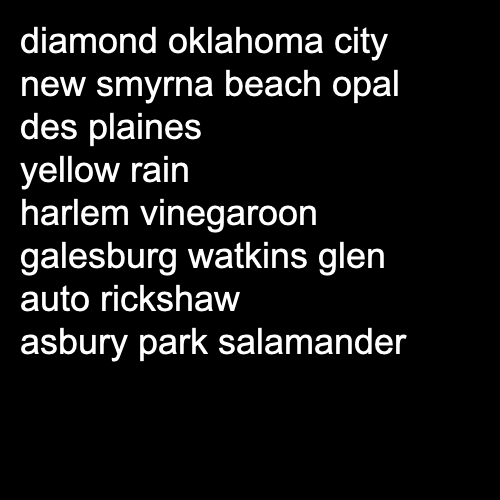 diamond oklahoma city
new smyrna beach opal
des plaines
yellow rain
harlem vinegaroon
galesburg watkins glen
auto rickshaw
asbury park salamander